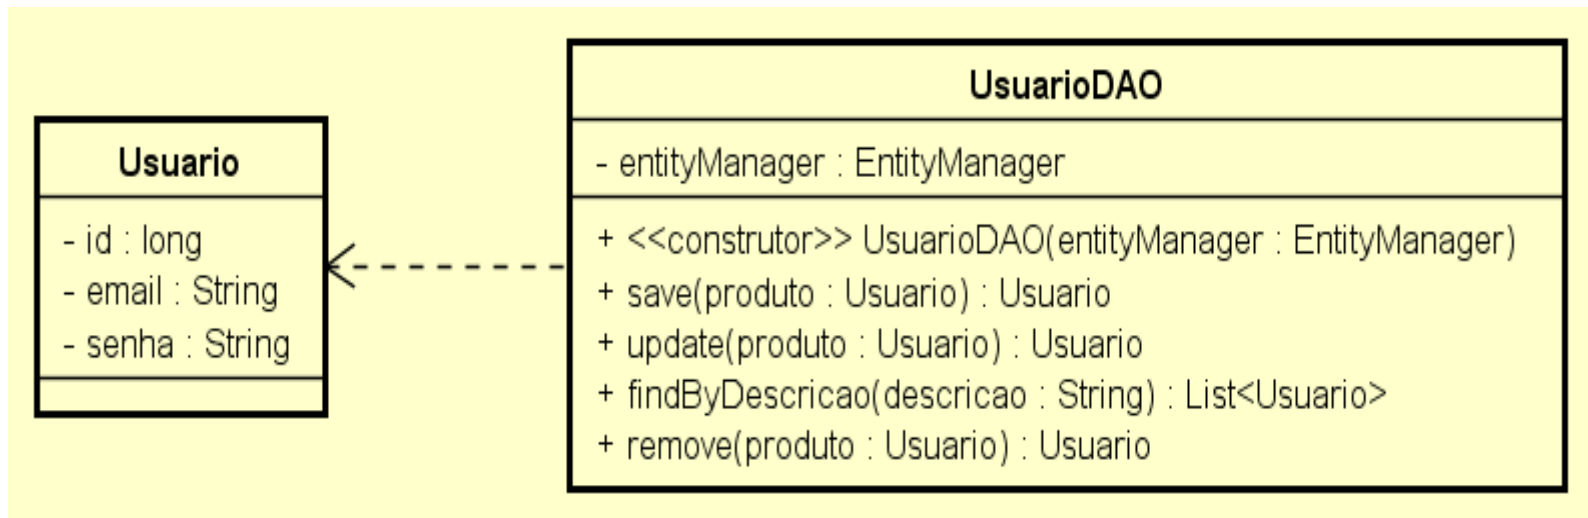 Usuario
- id : long
- email : String
- senha : String
UsuarioDAO
- entityManager : EntityManager
+ <<construtor>> UsuarioDAO(entityManager : EntityManager)
+ save(produto : Usuario) : Usuario
+ update(produto : Usuario) : Usuario
+ findByDescricao(descricao : String) : List<Usuario>
+ remove(produto : Usuario) : Usuario